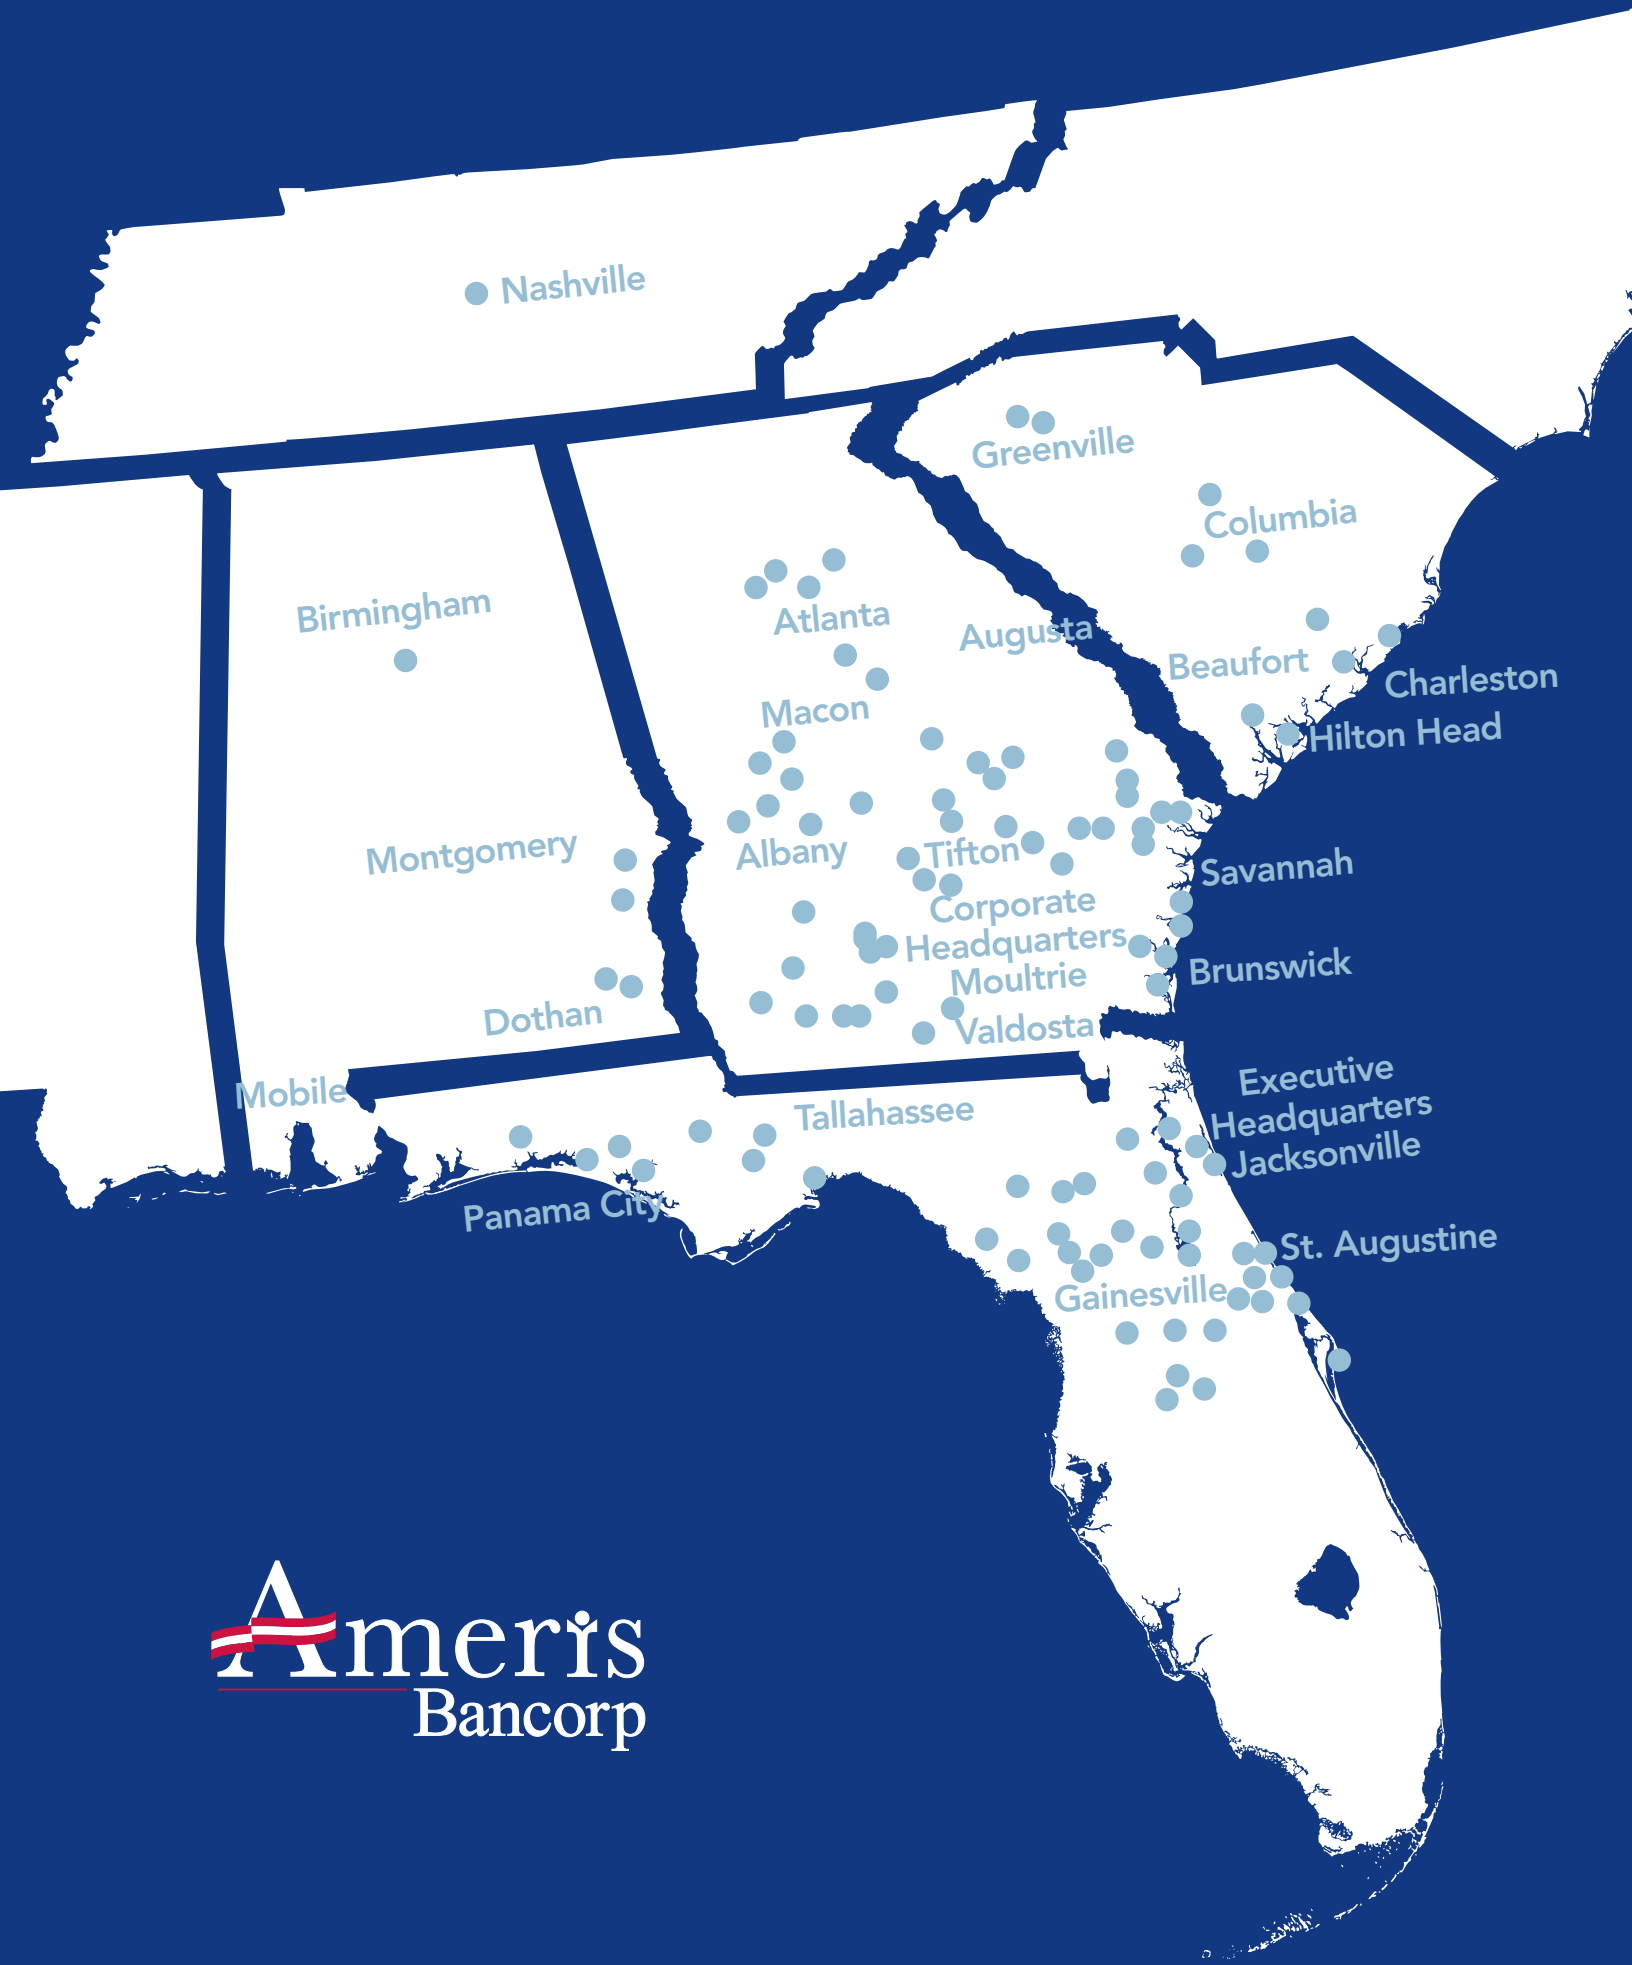 Nashville
Greenville
Columbia
Birmingham
Atlanta
Augusta
Beaufort
Charleston
Macon
Hilton Head
Montgomery
Albany
Tifton
Savannah
Corporate
Headquarters
Moultrie
Brunswick
Dothan
Valdosta
Mobile
Executive
Headquarters
Jacksonville
Tallahassee
Panama City
St. Augustine
Gainesville
Ameris
Bancorp